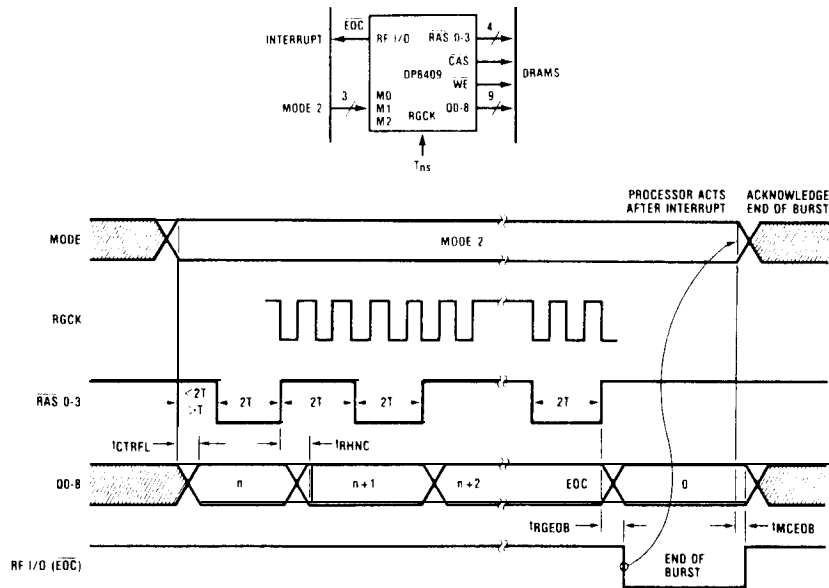 EOC
INTERRUPT
RF I/O
RAS 0-3
4
CAS
DP8409
DRAMS
WE
3
M0
9
MODE 2
M1
Q0-8
M2
RGCK
Tns
PROCESSOR ACTS
AFTER INTERRUPT
ACKNOWLEDGE
END OF BURST
MODE
MODE 2
RGCK
RAS 0-3
<2T
>T
2T
2T
2T
2T
tCTRFL
tRHNC
Q0-8
n
n+1
n+2
EOC
0
tRGEOB
tMCEOB
RF I/O (EOC)
END OF
BURST